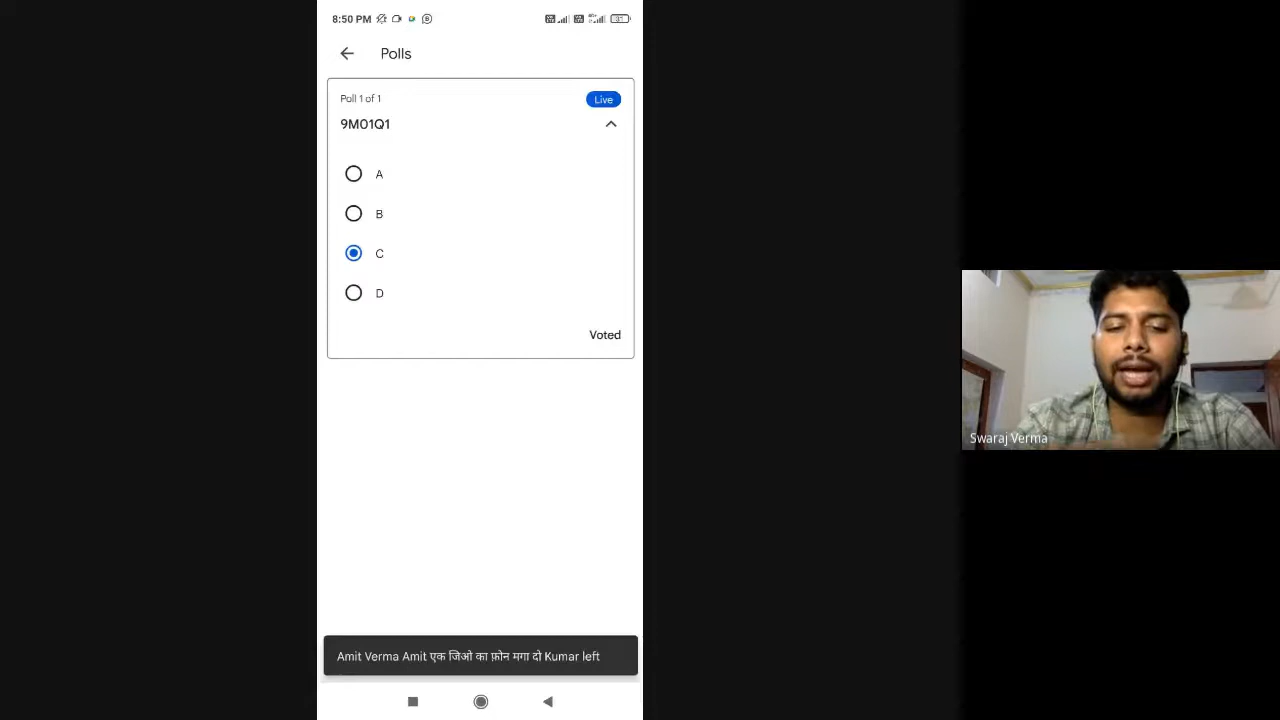 8:50 PM
31
Polls
Poll 1 of 1
Live
9M01Q1
A
B
C
D
Voted
Swaraj Verma
Amit Verma Amit एक जिओ का फ़ोन मगा दो Kumar left